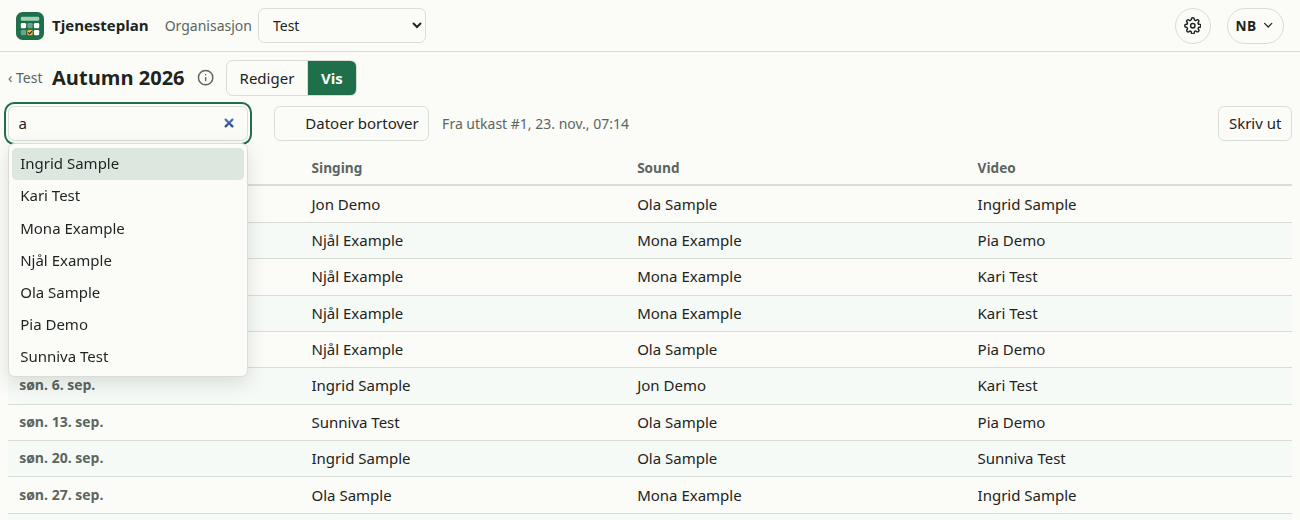 Tjenesteplan Organisasjon Test NB
‹ Test Autumn 2026 Rediger Vis
a Datoer bortover Fra utkast #1, 23. nov., 07:14 Skriv ut
Ingrid Sample
Kari Test
Mona Example
Njål Example
Ola Sample
Pia Demo
Sunniva Test
Singing Sound Video
Jon Demo Ola Sample Ingrid Sample
Njål Example Mona Example Pia Demo
Njål Example Mona Example Kari Test
Njål Example Mona Example Kari Test
Njål Example Ola Sample Pia Demo
søn. 6. sep. Ingrid Sample Jon Demo Kari Test
søn. 13. sep. Sunniva Test Ola Sample Pia Demo
søn. 20. sep. Ingrid Sample Ola Sample Sunniva Test
søn. 27. sep. Ola Sample Mona Example Ingrid Sample